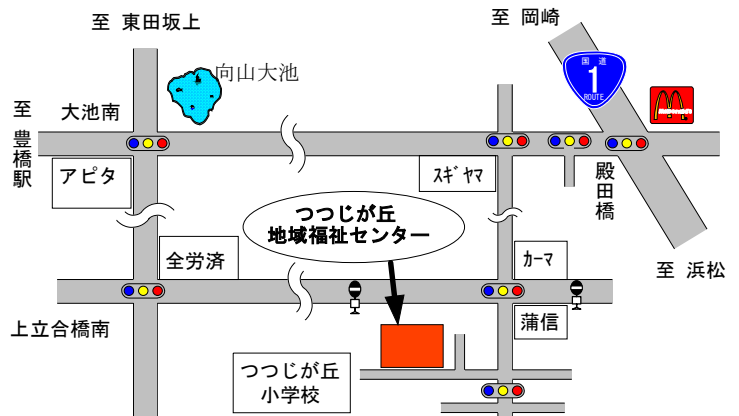 至 岡崎
至 東田坂上
国道
1
ROUTE
向山大池
至 豊橋駅
大池南
アピタ
スギヤマ
殿田橋
つつじが丘
地域福祉センター
全労済
カーマ
至 浜松
上立合橋南
蒲信
つつじが丘
小学校